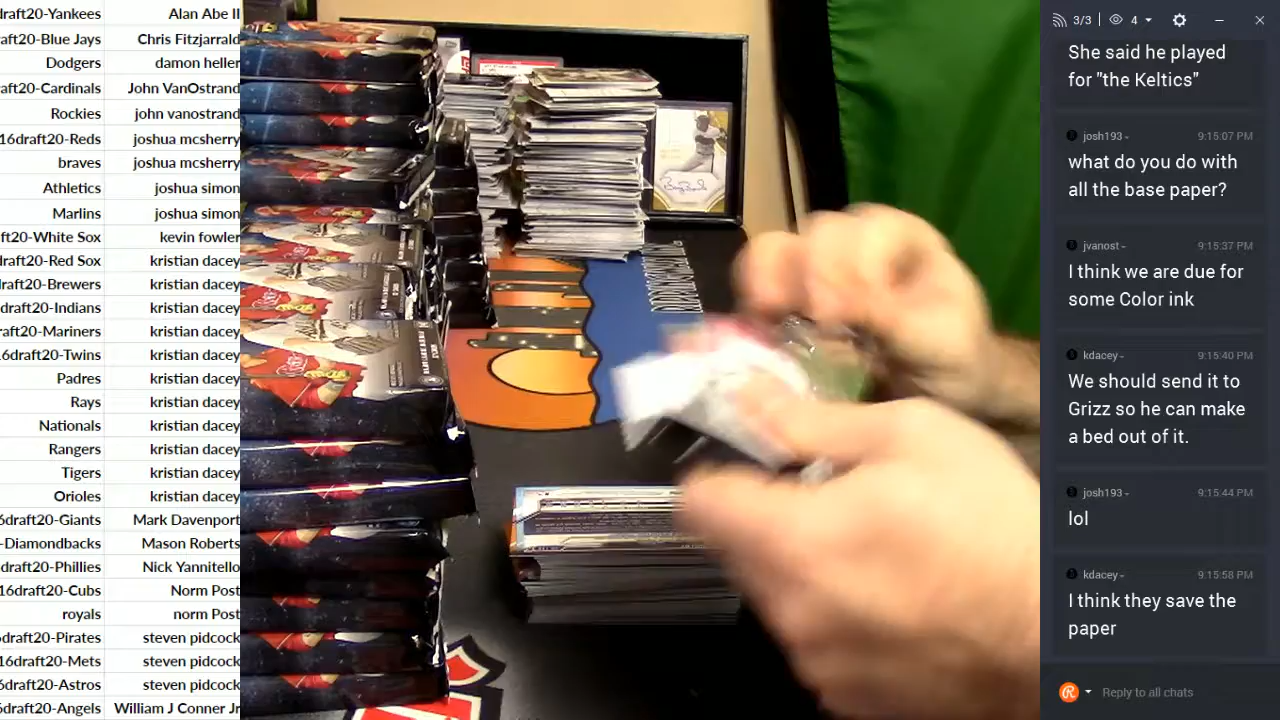 draft20-Yankees Alan Abe II
aft20-Blue Jays Chris Fitzjarrald
Dodgers damon heller
aft20-Cardinals John VanOstrand
Rockies john vanostrand
16draft20-Reds joshua mcsherry
braves joshua mcsherry
Athletics joshua simon
Marlins joshua simon
ft20-White Sox kevin fowler
raft20-Red Sox kristian dacey
draft20-Brewers kristian dacey
draft20-Indians kristian dacey
raft20-Mariners kristian dacey
6draft20-Twins kristian dacey
Padres kristian dacey
Rays kristian dacey
Nationals kristian dacey
Rangers kristian dacey
Tigers kristian dacey
Orioles kristian dacey
6draft20-Giants Mark Davenport
-Diamondbacks Mason Roberts
draft20-Phillies Nick Yannitello
16draft20-Cubs Norm Post
royals norm Post
draft20-Pirates steven pidcock
16draft20-Mets steven pidcock
6draft20-Astros steven pidcock
6draft20-Angels William J Conner Jr
3/3 4
She said he played
for "the Keltics"
josh193 9:15:07 PM
what do you do with
all the base paper?
jvanost 9:15:37 PM
I think we are due for
some Color ink
kdacey 9:15:40 PM
We should send it to
Grizz so he can make
a bed out of it.
josh193 9:15:44 PM
lol
kdacey 9:15:58 PM
I think they save the
paper
Reply to all chats